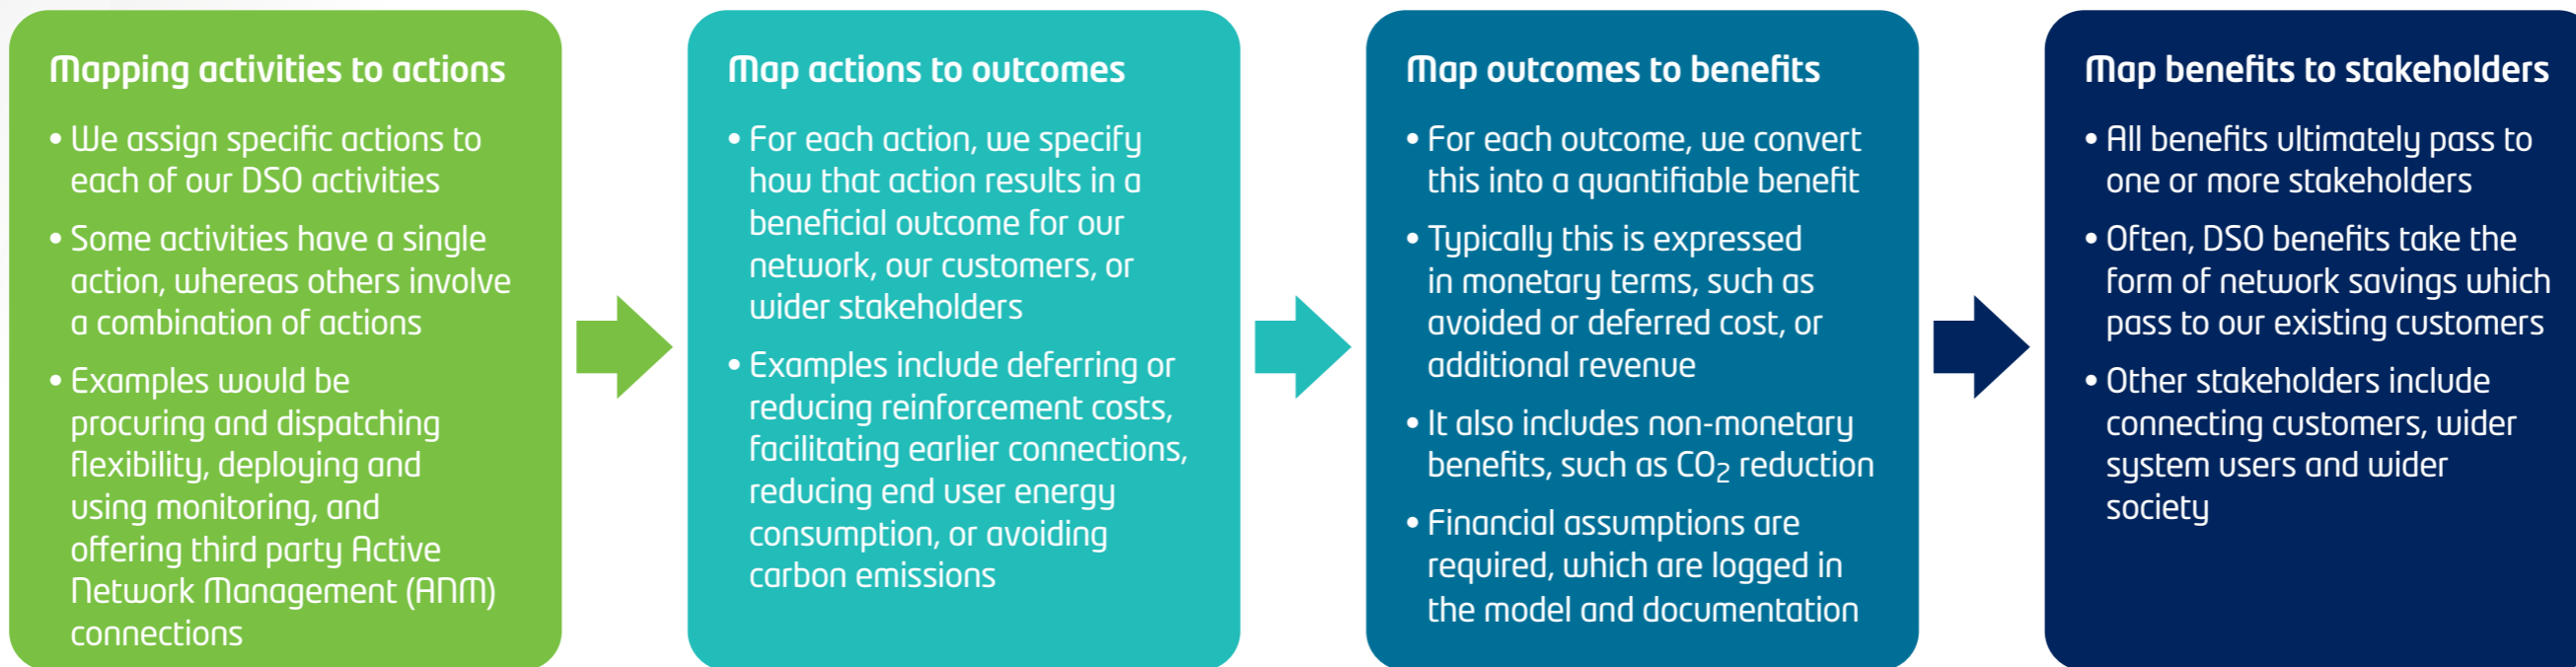 Mapping activities to actions
• We assign specific actions to
each of our DSO activities
• Some activities have a single
action, whereas others involve
a combination of actions
• Examples would be
procuring and dispatching
flexibility, deploying and
using monitoring, and
offering third party Active
Network Management (ANM)
connections
Map actions to outcomes
• For each action, we specify
how that action results in a
beneficial outcome for our
network, our customers, or
wider stakeholders
• Examples include deferring or
reducing reinforcement costs,
facilitating earlier connections,
reducing end user energy
consumption, or avoiding
carbon emissions
Map outcomes to benefits
• For each outcome, we convert
this into a quantifiable benefit
• Typically this is expressed
in monetary terms, such as
avoided or deferred cost, or
additional revenue
• It also includes non-monetary
benefits, such as CO₂ reduction
• Financial assumptions are
required, which are logged in
the model and documentation
Map benefits to stakeholders
• All benefits ultimately pass to
one or more stakeholders
• Often, DSO benefits take the
form of network savings which
pass to our existing customers
• Other stakeholders include
connecting customers, wider
system users and wider
society